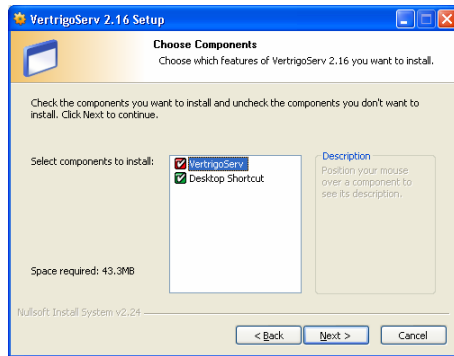 VertrigoServ 2.16 Setup
Choose Components
Choose which features of VertrigoServ 2.16 you want to install.
Check the components you want to install and uncheck the components you don't want to
install. Click Next to continue.
Select components to install:
VertrigoServ
Desktop Shortcut
Description
Position your mouse
over a component to
see its description.
Space required: 43.3MB
Nullsoft Install System v2.24
< Back
Next >
Cancel